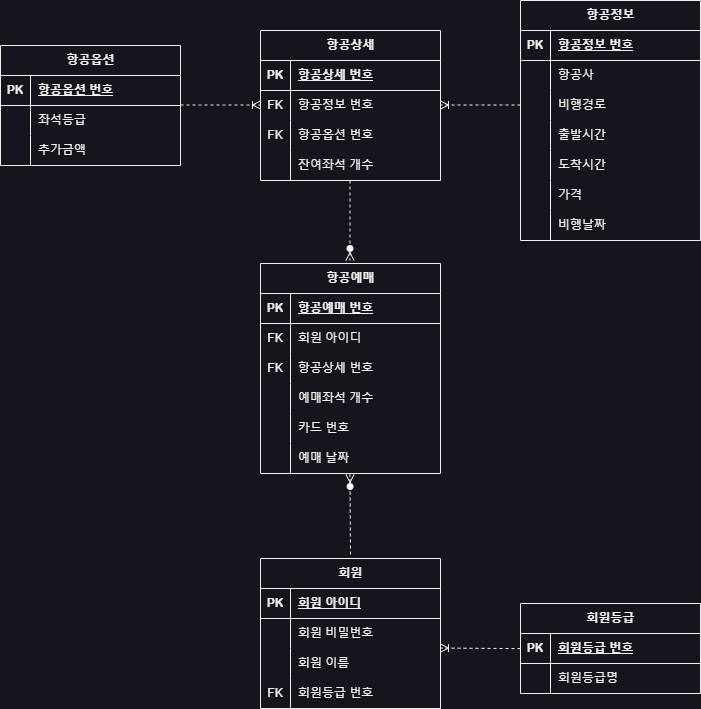 항공옵션
PK 항공옵션 번호
좌석등급
추가금액
항공상세
PK 항공상세 번호
FK 항공정보 번호
FK 항공옵션 번호
잔여좌석 개수
항공정보
PK 항공정보 번호
항공사
비행경로
출발시간
도착시간
가격
비행날짜
항공예매
PK 항공예매 번호
FK 회원 아이디
FK 항공상세 번호
예매좌석 개수
카드 번호
예매 날짜
회원
PK 회원 아이디
회원 비밀번호
회원 이름
FK 회원등급 번호
회원등급
PK 회원등급 번호
회원등급명